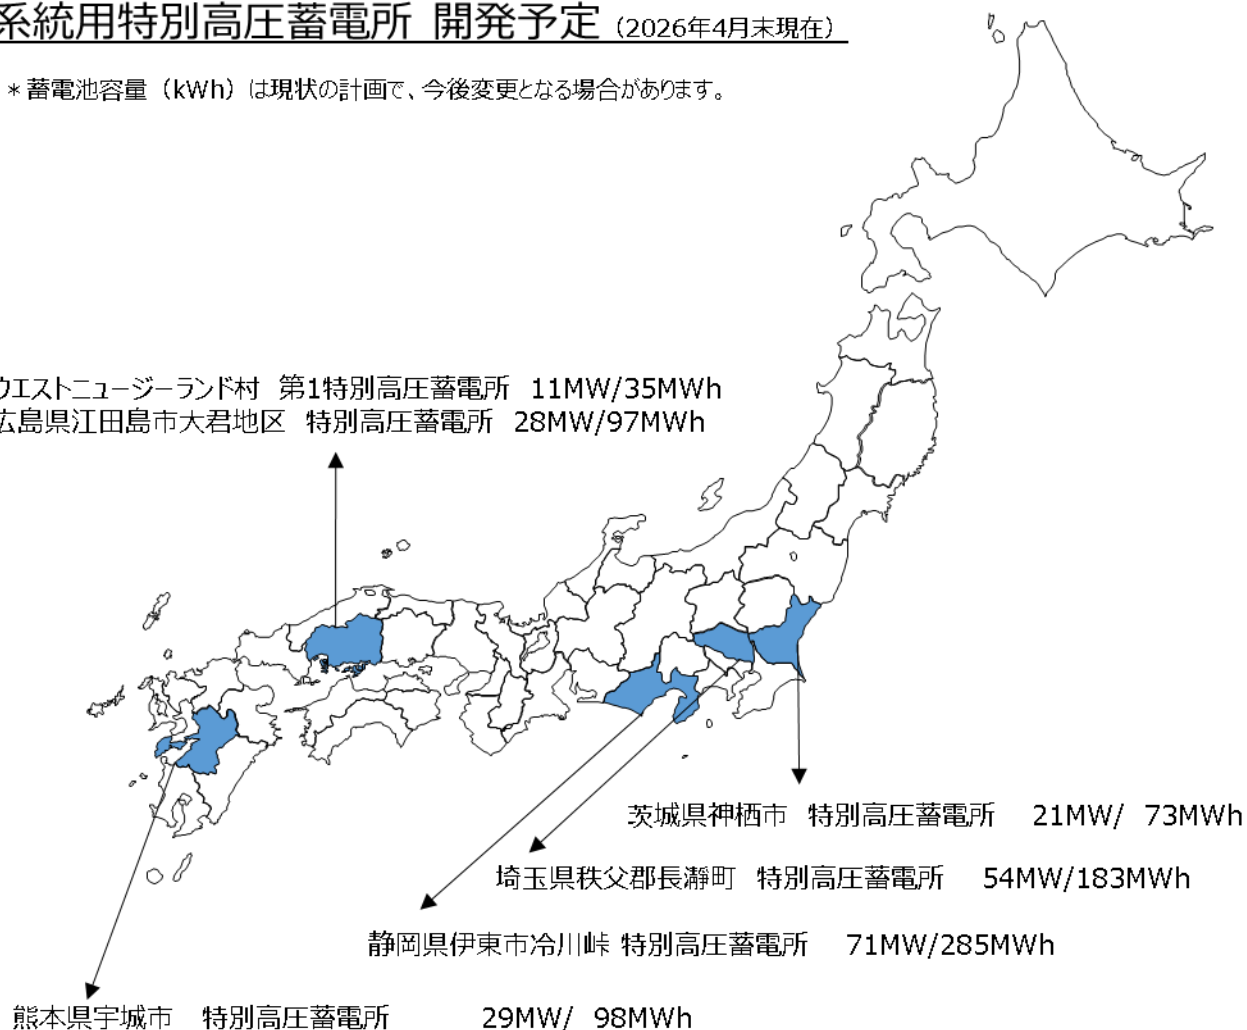 系統用特別高圧蓄電所 開発予定（2026年4月末現在）
＊蓄電池容量（kWh）は現状の計画で、今後変更となる場合があります。
ウエストニュージーランド村 第1特別高圧蓄電所 11MW/35MWh
広島県江田島市大君地区 特別高圧蓄電所 28MW/97MWh
茨城県神栖市 特別高圧蓄電所 21MW/ 73MWh
埼玉県秩父郡長瀞町 特別高圧蓄電所 54MW/183MWh
静岡県伊東市冷川峠 特別高圧蓄電所 71MW/285MWh
熊本県宇城市 特別高圧蓄電所 29MW/ 98MWh